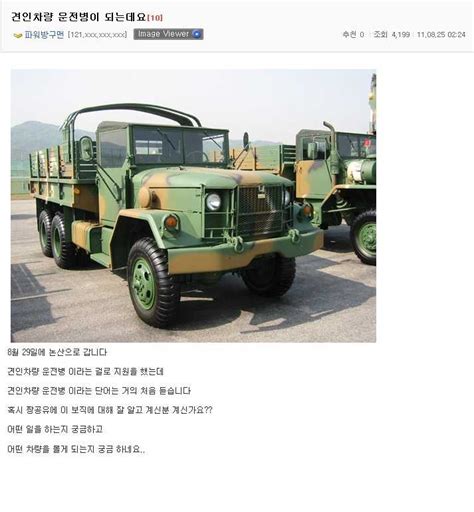 견인차량 운전병이 되는데요[10]
파워방구맨 [121,xxx,xxx,xxx] Image Viewer 추천 0 조회 4,199 11,08,25 02:24
8월 29일에 논산으로 갑니다
견인차량 운전병 이라는 걸로 지원을 했는데
견인차량 운전병 이라는 단어는 거의 처음 듣습니다
혹시 짱공유에 이 보직에 대해 잘 알고 계신분 계신가요??
어떤 일을 하는지 궁금하고
어떤 차량을 몰게 되는지 궁금 하네요..